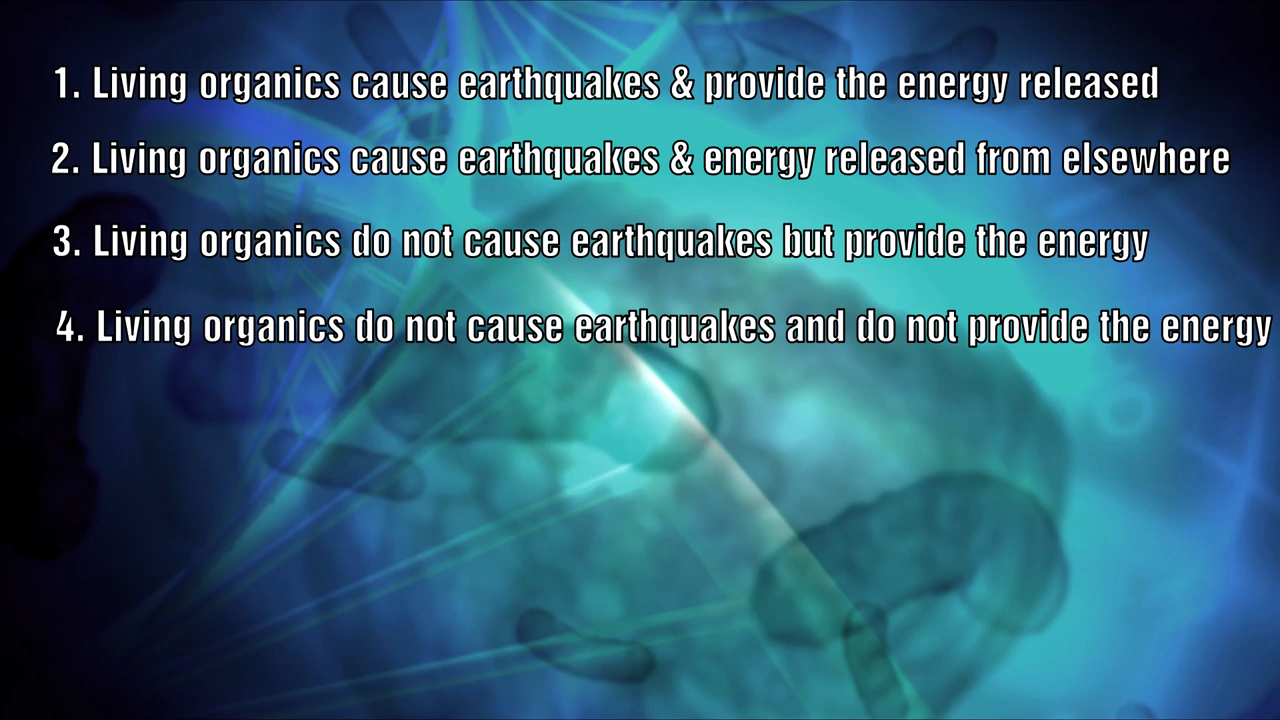 1. Living organics cause earthquakes & provide the energy released
2. Living organics cause earthquakes & energy released from elsewhere
3. Living organics do not cause earthquakes but provide the energy
4. Living organics do not cause earthquakes and do not provide the energy